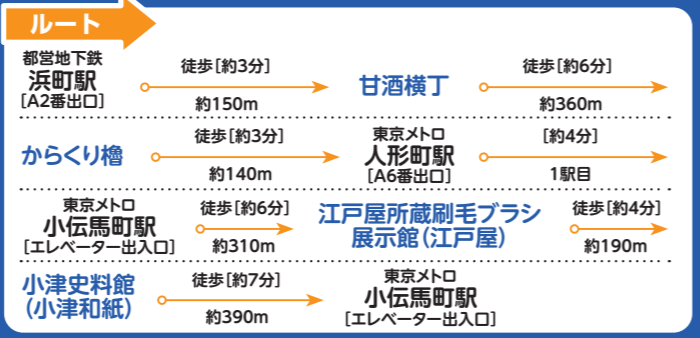 ルート
都営地下鉄
浜町駅
[A2番出口]
徒歩[約3分]
約150m
甘酒横丁
徒歩[約6分]
約360m
からくり櫓
徒歩[約3分]
約140m
東京メトロ
人形町駅
[A6番出口]
[約4分]
1駅目
東京メトロ
小伝馬町駅
[エレベーター出入口]
徒歩[約6分]
約310m
江戸屋所蔵刷毛ブラシ
展示館(江戸屋)
徒歩[約4分]
約190m
小津史料館
(小津和紙)
徒歩[約7分]
約390m
東京メトロ
小伝馬町駅
[エレベーター出入口]